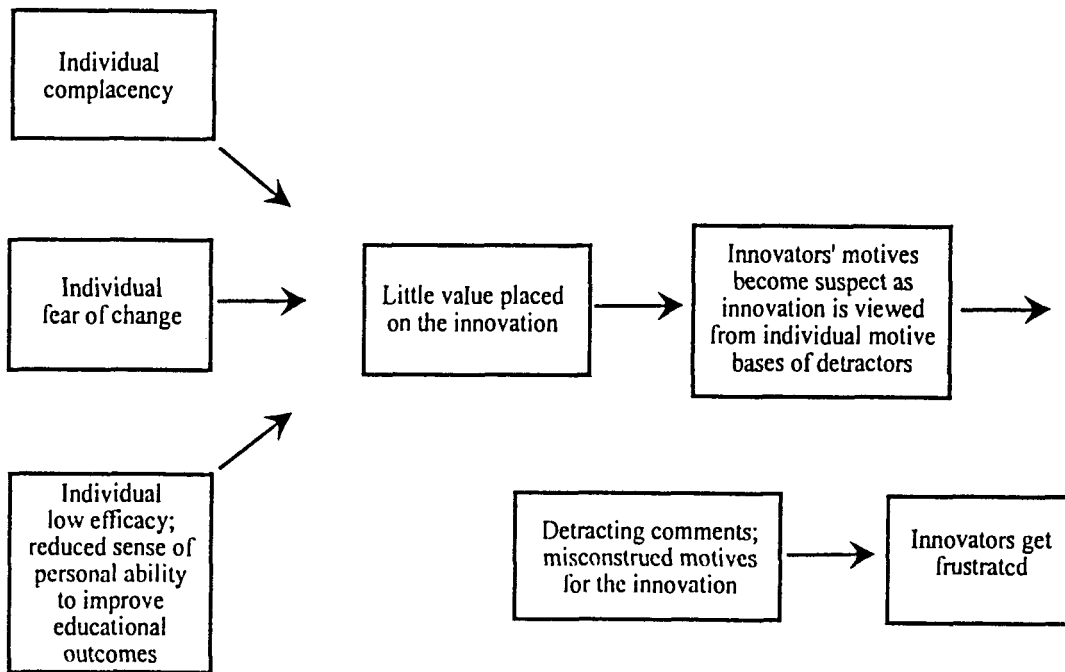 Individual
complacency
Individual
fear of change
Little value placed
on the innovation
Innovators' motives
become suspect as
innovation is viewed
from individual motive
bases of detractors
Individual
low efficacy;
reduced sense of
personal ability
to improve
educational
outcomes
Detracting comments;
misconstrued motives
for the innovation
Innovators get
frustrated